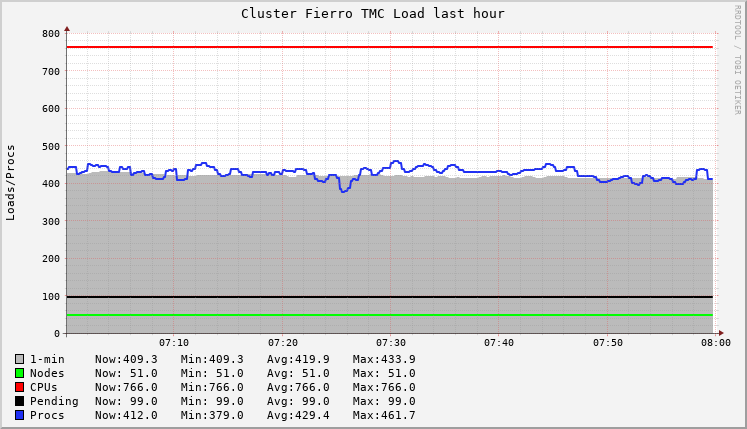 Cluster Fierro TMC Load last hour
RRDTOOL / TOBI OETIKER
Loads/Procs
800
700
600
500
400
300
200
100
0
07:10 07:20 07:30 07:40 07:50 08:00
1-min Now:409.3 Min:409.3 Avg:419.9 Max:433.9
Nodes Now: 51.0 Min: 51.0 Avg: 51.0 Max: 51.0
CPUs Now:766.0 Min:766.0 Avg:766.0 Max:766.0
Pending Now: 99.0 Min: 99.0 Avg: 99.0 Max: 99.0
Procs Now:412.0 Min:379.0 Avg:429.4 Max:461.7